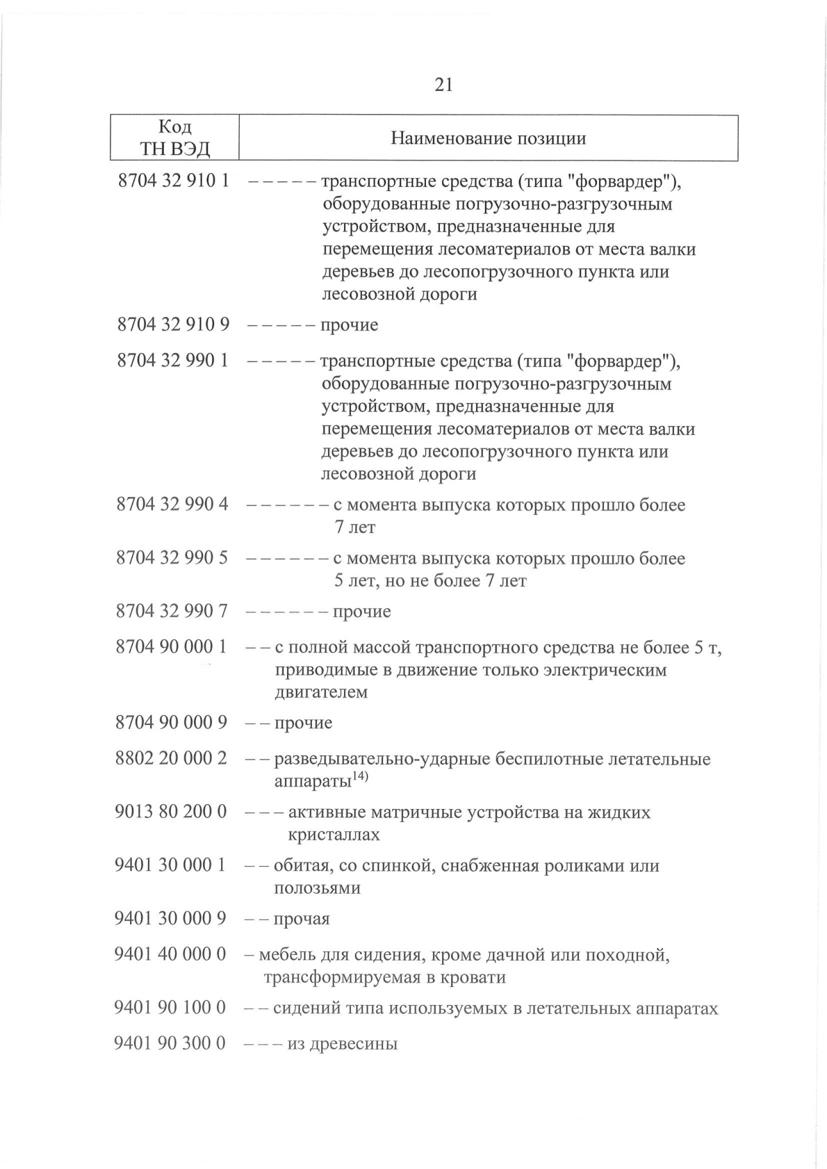 21
Код
ТН ВЭД
Наименование позиции
8704 32 910 1 – – – – – транспортные средства (типа "форвардер"),
оборудованные погрузочно-разгрузочным
устройством, предназначенные для
перемещения лесоматериалов от места валки
деревьев до лесопогрузочного пункта или
лесовозной дороги
8704 32 910 9 – – – – – прочие
8704 32 990 1 – – – – – транспортные средства (типа "форвардер"),
оборудованные погрузочно-разгрузочным
устройством, предназначенные для
перемещения лесоматериалов от места валки
деревьев до лесопогрузочного пункта или
лесовозной дороги
8704 32 990 4 – – – – – – с момента выпуска которых прошло более
7 лет
8704 32 990 5 – – – – – – с момента выпуска которых прошло более
5 лет, но не более 7 лет
8704 32 990 7 – – – – – – прочие
8704 90 000 1 – – с полной массой транспортного средства не более 5 т,
приводимые в движение только электрическим
двигателем
8704 90 000 9 – – прочие
8802 20 000 2 – – разведывательно-ударные беспилотные летательные
аппараты14)
9013 80 200 0 – – – активные матричные устройства на жидких
кристаллах
9401 30 000 1 – – обитая, со спинкой, снабженная роликами или
полозьями
9401 30 000 9 – – прочая
9401 40 000 0 – мебель для сидения, кроме дачной или походной,
трансформируемая в кровати
9401 90 100 0 – – сидений типа используемых в летательных аппаратах
9401 90 300 0 – – – из древесины